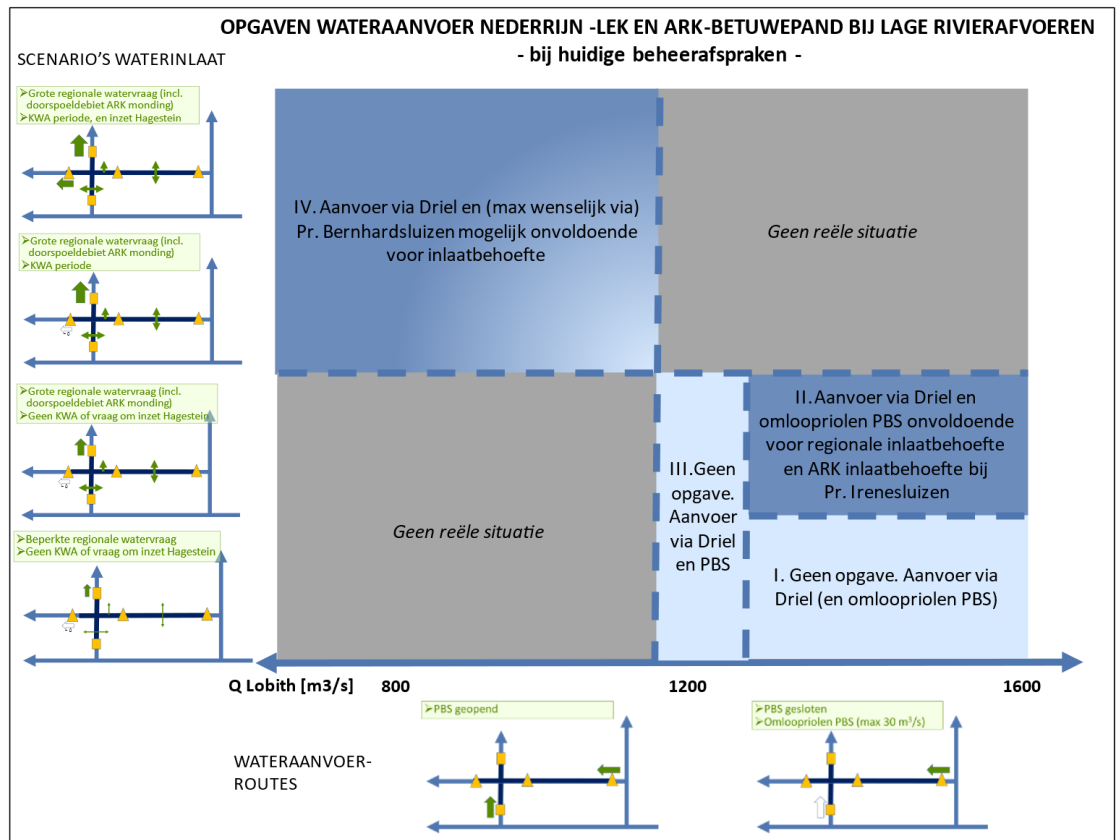 OPGAVEN WATERAANVOER NEDERRIJN -LEK EN ARK-BETUWEPAND BIJ LAGE RIVIERAFVOEREN
- bij huidige beheerafspraken -
SCENARIO'S WATERINLAAT
➢Grote regionale watervraag (incl.
doorspoeldebiet ARK monding)
➢KWA periode, en inzet Hagestein
➢Grote regionale watervraag (incl.
doorspoeldebiet ARK monding)
➢KWA periode
➢Grote regionale watervraag (incl.
doorspoeldebiet ARK monding)
➢Geen KWA of vraag om inzet Hagestein
➢Beperkte regionale watervraag
➢Geen KWA of vraag om inzet Hagestein
IV. Aanvoer via Driel en (max wenselijk via)
Pr. Bernhardsluizen mogelijk onvoldoende
voor inlaatbehoefte
Geen reële situatie
Geen reële situatie
III.Geen
opgave.
Aanvoer
via Driel
en PBS
II.Aanvoer via Driel en
omloopriolen PBS onvoldoende
voor regionale inlaatbehoefte
en ARK inlaatbehoefte bij
Pr. Irenesluizen
I. Geen opgave. Aanvoer via
Driel (en omloopriolen PBS)
Q Lobith [m3/s] 800 1200 1600
WATERAANVOER-
ROUTES
➢PBS geopend
➢PBS gesloten
➢Omloopriolen PBS (max 30 m³/s)